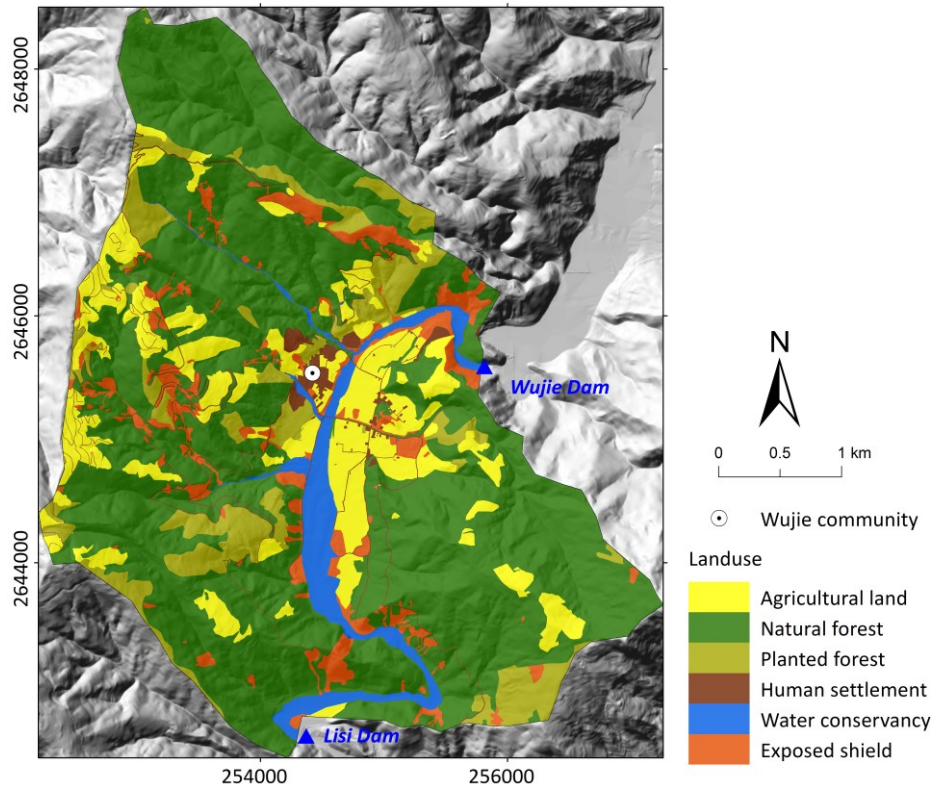 2648000
2646000
2644000
254000
256000
Wujie Dam
Lisi Dam
N
0 0.5 1 km
Wujie community
Landuse
Agricultural land
Natural forest
Planted forest
Human settlement
Water conservancy
Exposed shield